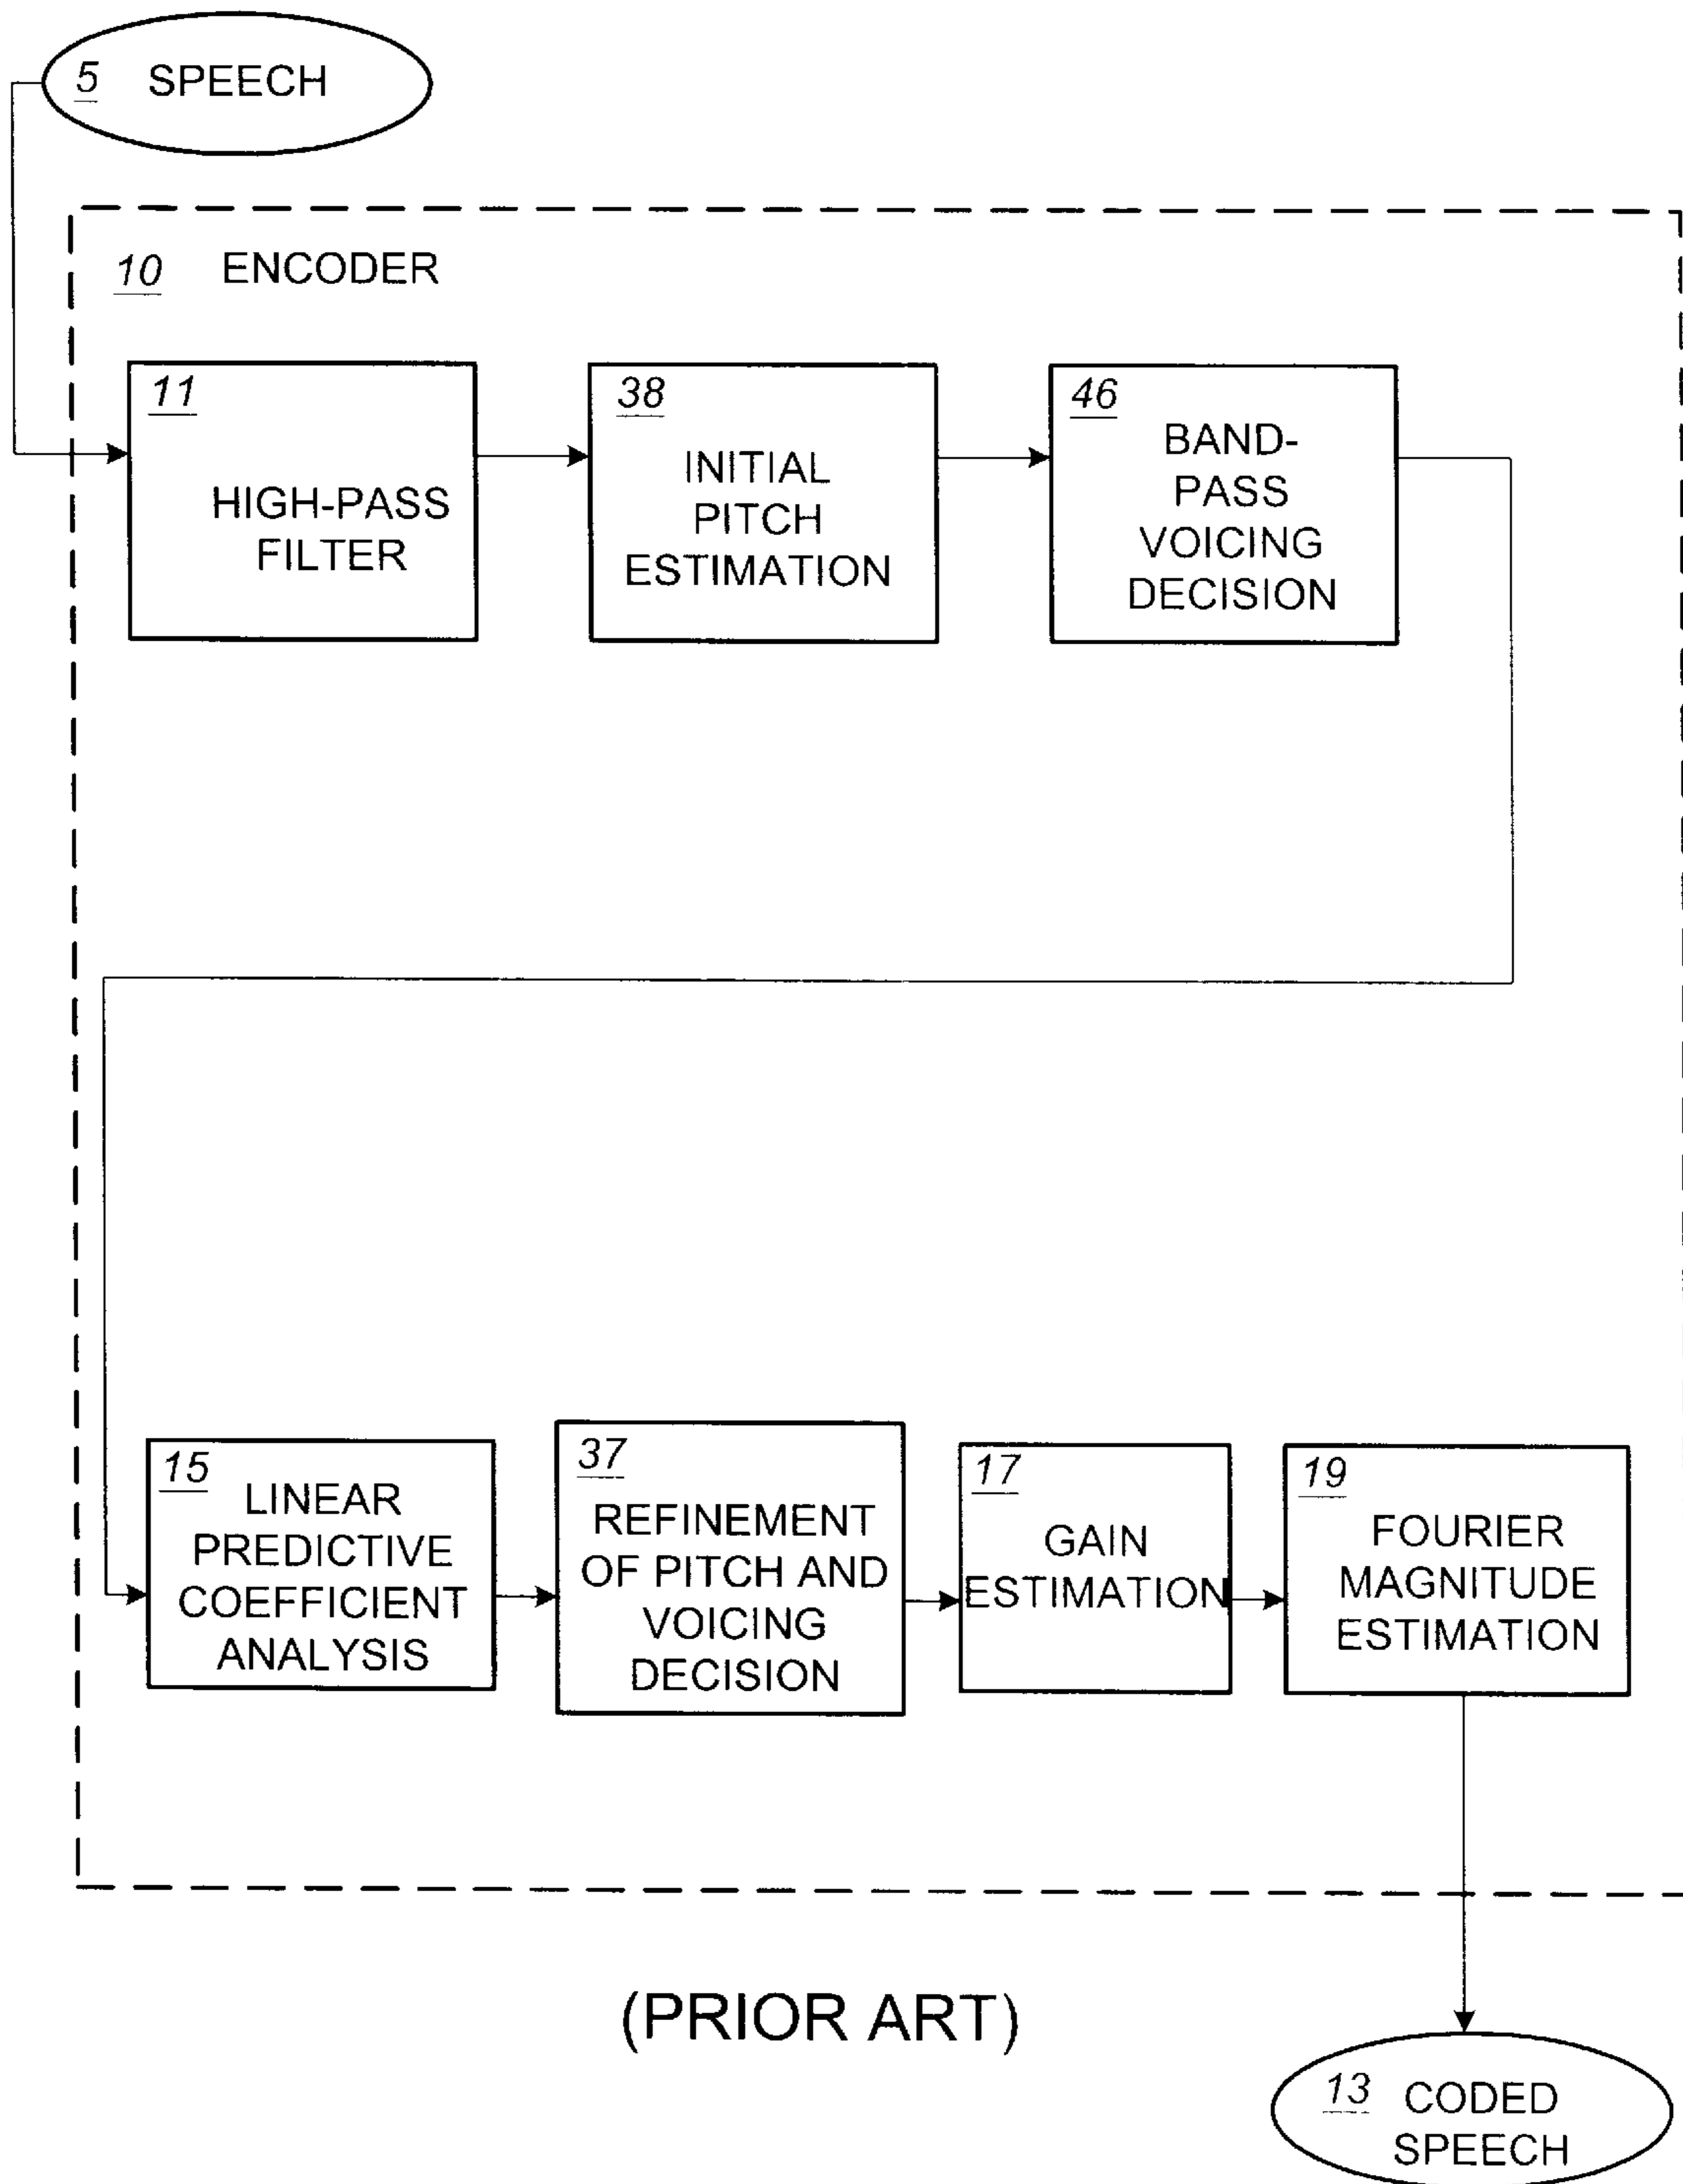 5 SPEECH
10 ENCODER
11
HIGH-PASS
FILTER
38
INITIAL
PITCH
ESTIMATION
46
BAND-
PASS
VOICING
DECISION
15
LINEAR
PREDICTIVE
COEFFICIENT
ANALYSIS
37
REFINEMENT
OF PITCH AND
VOICING
DECISION
17
GAIN
ESTIMATION
19
FOURIER
MAGNITUDE
ESTIMATION
(PRIOR ART)
13 CODED
SPEECH